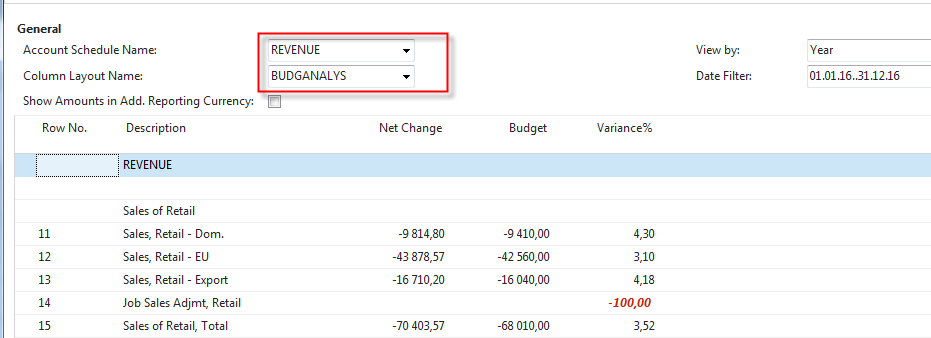 General
Account Schedule Name: REVENUE View by: Year
Column Layout Name: BUDGANALYS Date Filter: 01.01.16..31.12.16
Show Amounts in Add. Reporting Currency:
Row No. Description Net Change Budget Variance%
REVENUE
Sales of Retail
11 Sales, Retail - Dom. -9 814,80 -9 410,00 4,30
12 Sales, Retail - EU -43 878,57 -42 560,00 3,10
13 Sales, Retail - Export -16 710,20 -16 040,00 4,18
14 Job Sales Adjmt, Retail -100,00
15 Sales of Retail, Total -70 403,57 -68 010,00 3,52